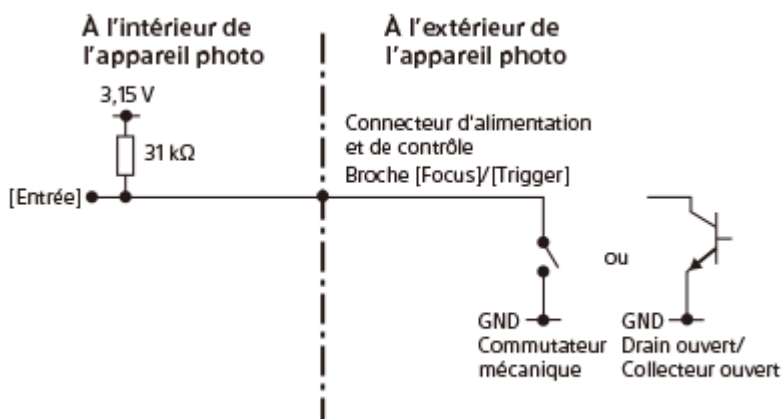 À l'intérieur de
l'appareil photo
À l'extérieur de
l'appareil photo
3,15 V
31 kΩ
Connecteur d'alimentation
et de contrôle
Broche [Focus]/[Trigger]
[Entrée]
ou
GND
Commutateur
mécanique
GND
Drain ouvert/
Collecteur ouvert